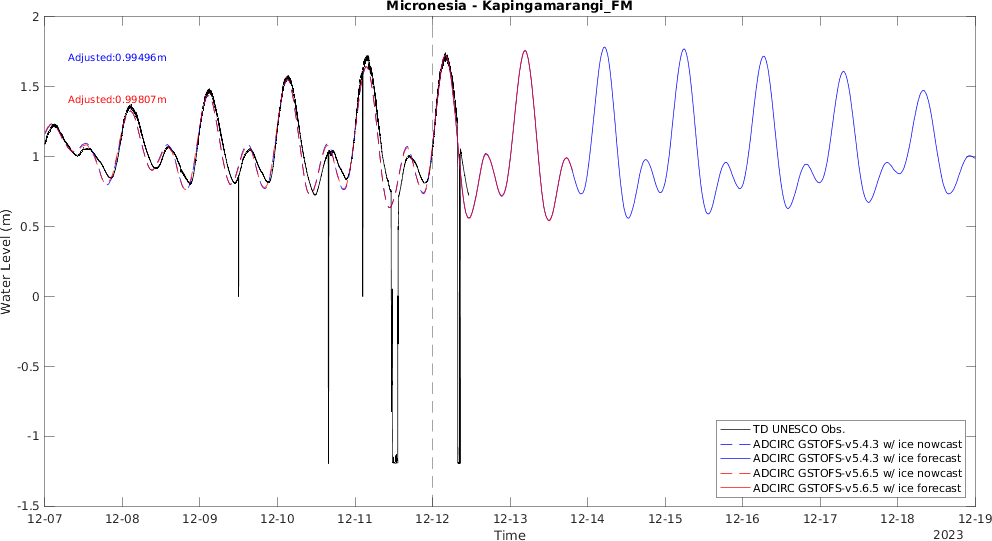 Micronesia - Kapingamarangi_FM
2
Adjusted:0.99496m
1.5
Adjusted:0.99807m
1
0.5
Water Level (m)
0
-0.5
-1
-1.5
TD UNESCO Obs.
ADCIRC GSTOFS-v5.4.3 w/ ice nowcast
ADCIRC GSTOFS-v5.4.3 w/ ice forecast
ADCIRC GSTOFS-v5.6.5 w/ ice nowcast
ADCIRC GSTOFS-v5.6.5 w/ ice forecast
12-07 12-08 12-09 12-10 12-11 12-12 12-13 12-14 12-15 12-16 12-17 12-18 12-19
Time
2023